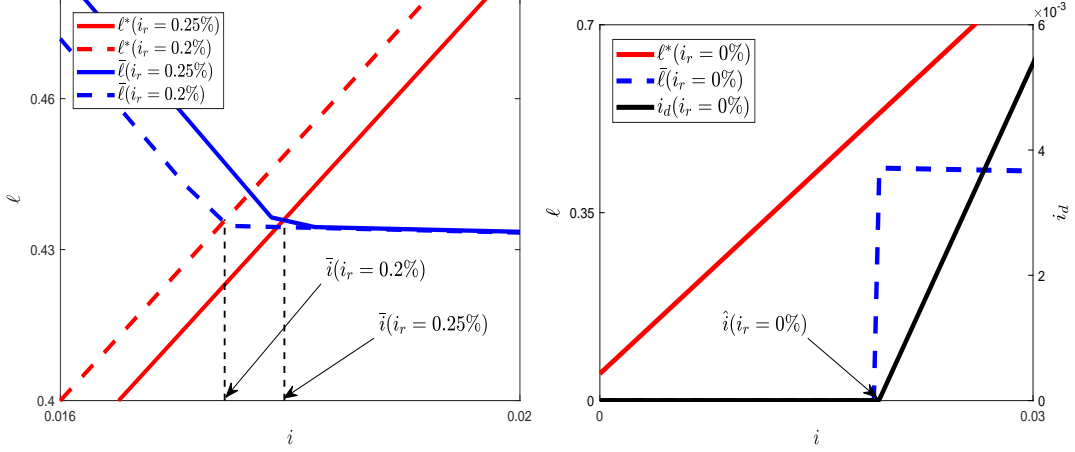 ℓ*(i_r = 0.25%)
ℓ*(i_r = 0.2%)
ℓ̄(i_r = 0.25%)
ℓ̄(i_r = 0.2%)
0.46
ℓ
0.43
0.4
0.016
0.02
i
ī(i_r = 0.2%)
ī(i_r = 0.25%)
0.7
×10⁻³
6
ℓ*(i_r = 0%)
ℓ̄(i_r = 0%)
i_d(i_r = 0%)
4
ℓ
0.35
i_d
2
î(i_r = 0%)
0
0
0
0.03
i